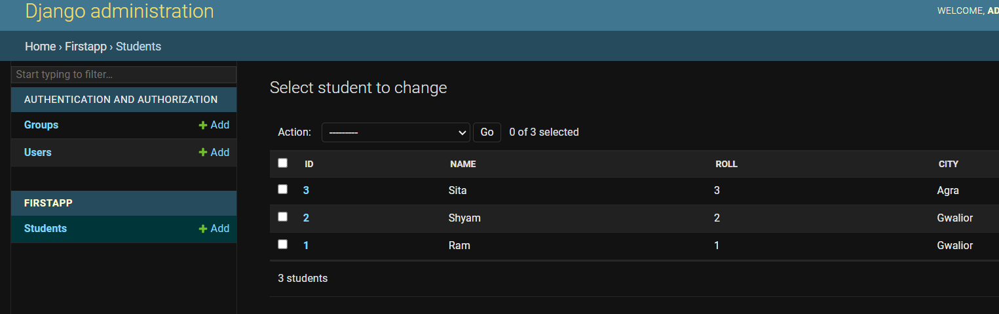 Django administration
WELCOME, AD
Home › Firstapp › Students
Start typing to filter…
AUTHENTICATION AND AUTHORIZATION
Groups + Add
Users + Add
FIRSTAPP
Students + Add
Select student to change
Action: --------- Go 0 of 3 selected
ID NAME ROLL CITY
3 Sita 3 Agra
2 Shyam 2 Gwalior
1 Ram 1 Gwalior
3 students